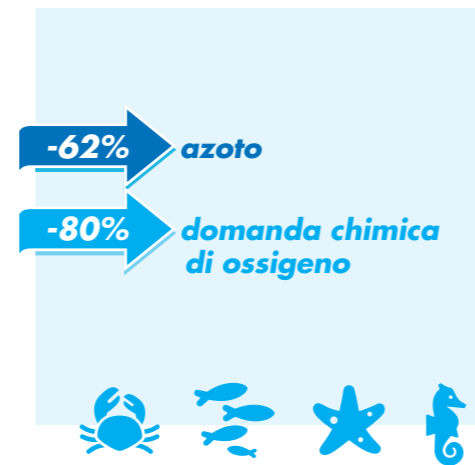 -62% azoto
-80% domanda chimica
di ossigeno